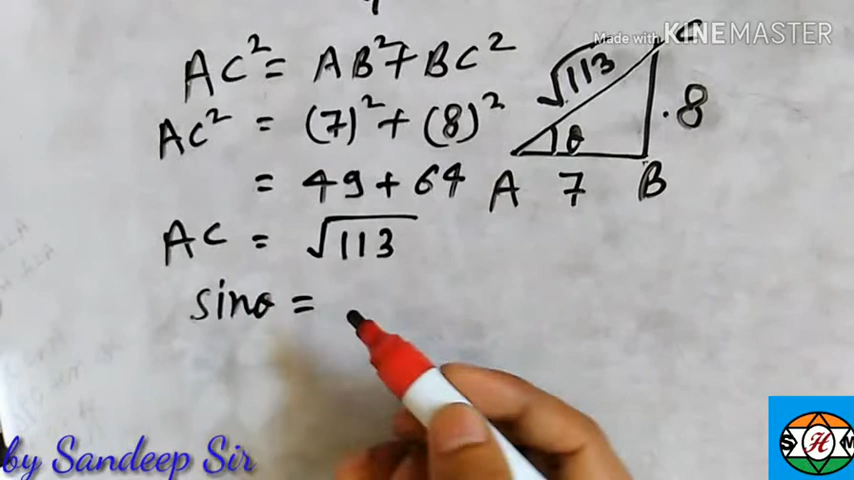 Made with KINEMASTER
AC² = AB² + BC²
AC² = (7)² + (8)²
= 49 + 64
AC = √113
sinθ =
√113
C
8
θ
A 7 B
by Sandeep Sir
S H M